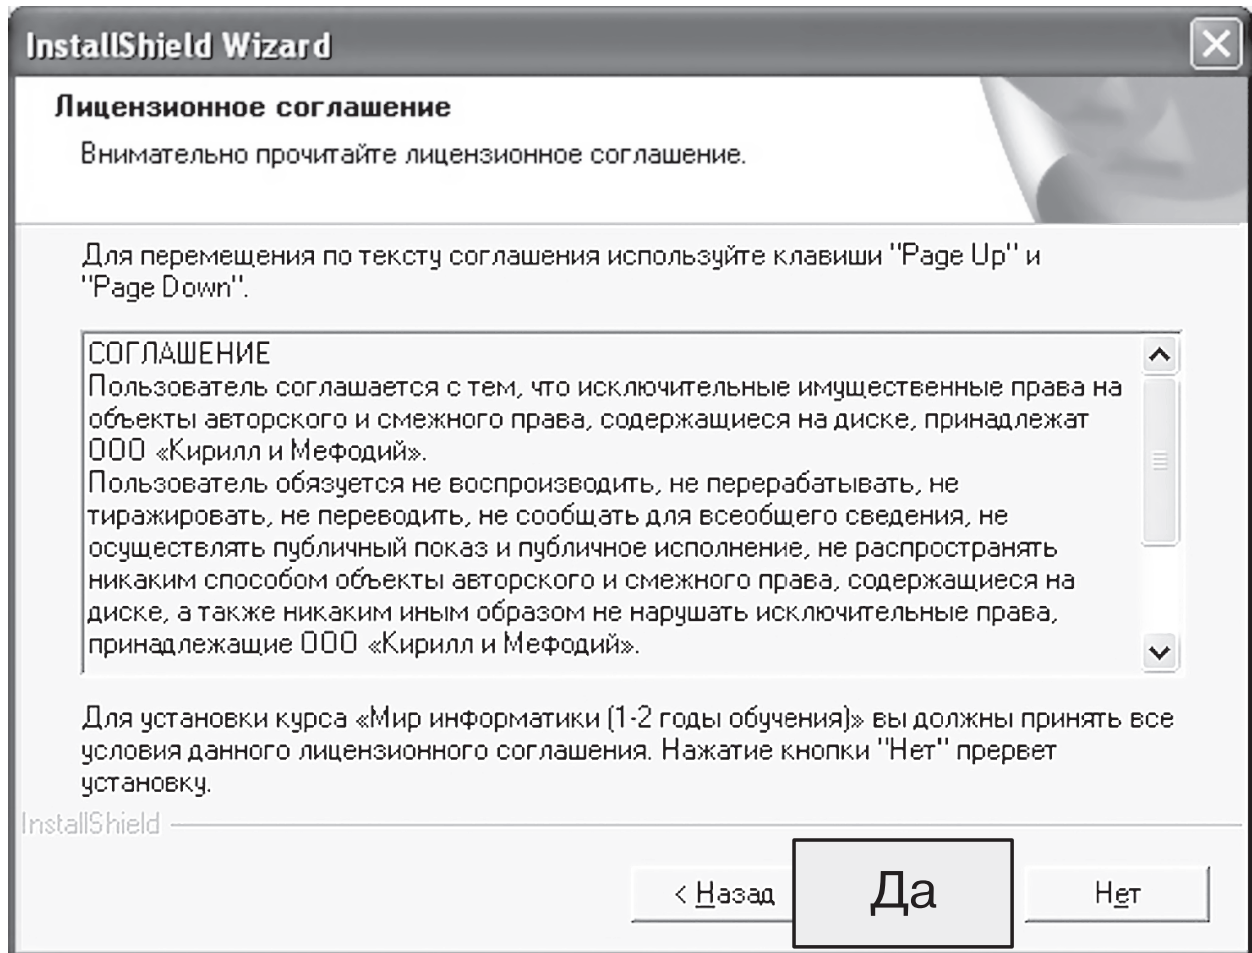 InstallShield Wizard
Лицензионное соглашение
Внимательно прочитайте лицензионное соглашение.
Для перемещения по тексту соглашения используйте клавиши "Page Up" и
"Page Down".
СОГЛАШЕНИЕ
Пользователь соглашается с тем, что исключительные имущественные права на
объекты авторского и смежного права, содержащиеся на диске, принадлежат
ООО «Кирилл и Мефодий».
Пользователь обязуется не воспроизводить, не перерабатывать, не
тиражировать, не переводить, не сообщать для всеобщего сведения, не
осуществлять публичный показ и публичное исполнение, не распространять
никаким способом объекты авторского и смежного права, содержащиеся на
диске, а также никаким иным образом не нарушать исключительные права,
принадлежащие ООО «Кирилл и Мефодий».
Для установки курса «Мир информатики (1-2 годы обучения)» вы должны принять все
условия данного лицензионного соглашения. Нажатие кнопки "Нет" прервет
установку.
InstallShield
< Назад Да Нет